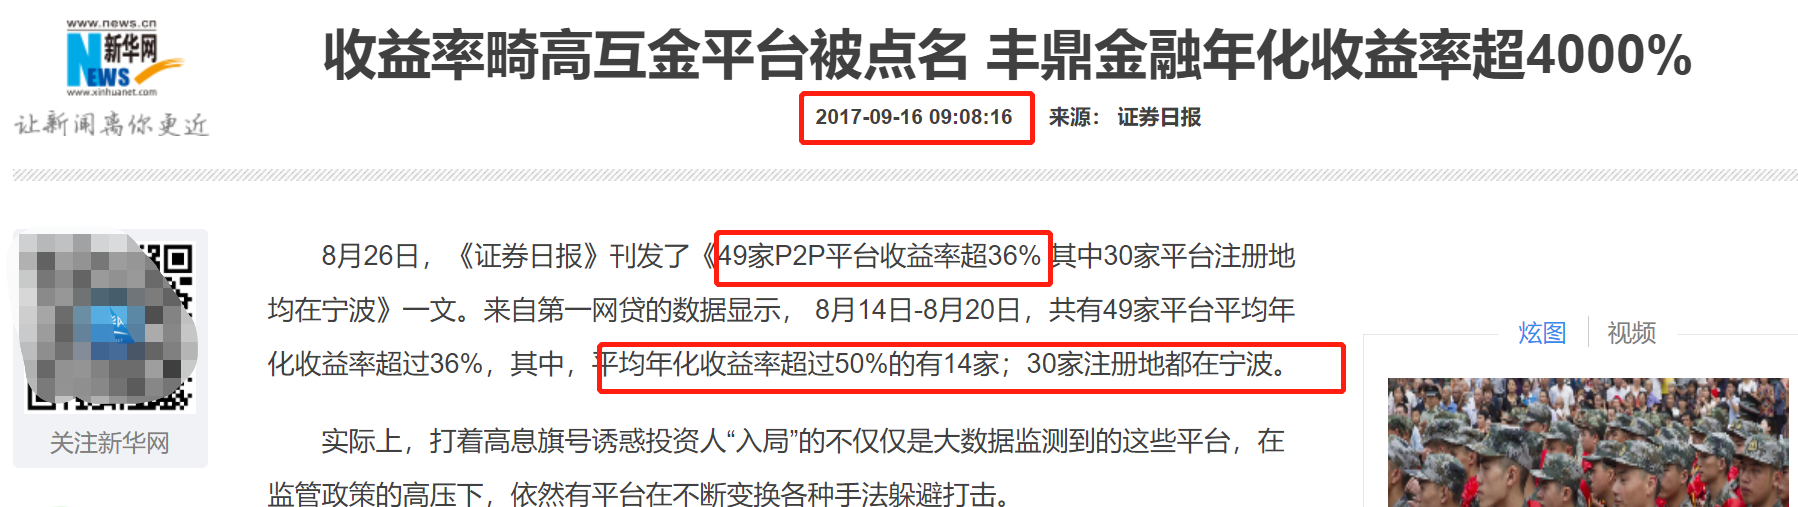 www.news.cn
新华网
NEWS
www.xinhuanet.com
让新闻离你更近
收益率畸高互金平台被点名 丰鼎金融年化收益率超4000%
2017-09-16 09:08:16 来源： 证券日报
8月26日，《证券日报》刊发了《49家P2P平台收益率超36% 其中30家平台注册地
均在宁波》一文。来自第一网贷的数据显示， 8月14日-8月20日，共有49家平台平均年
化收益率超过36%，其中，平均年化收益率超过50%的有14家；30家注册地都在宁波。
实际上，打着高息旗号诱惑投资人“入局”的不仅仅是大数据监测到的这些平台，在
监管政策的高压下，依然有平台在不断变换各种手法躲避打击。
关注新华网
炫图 视频